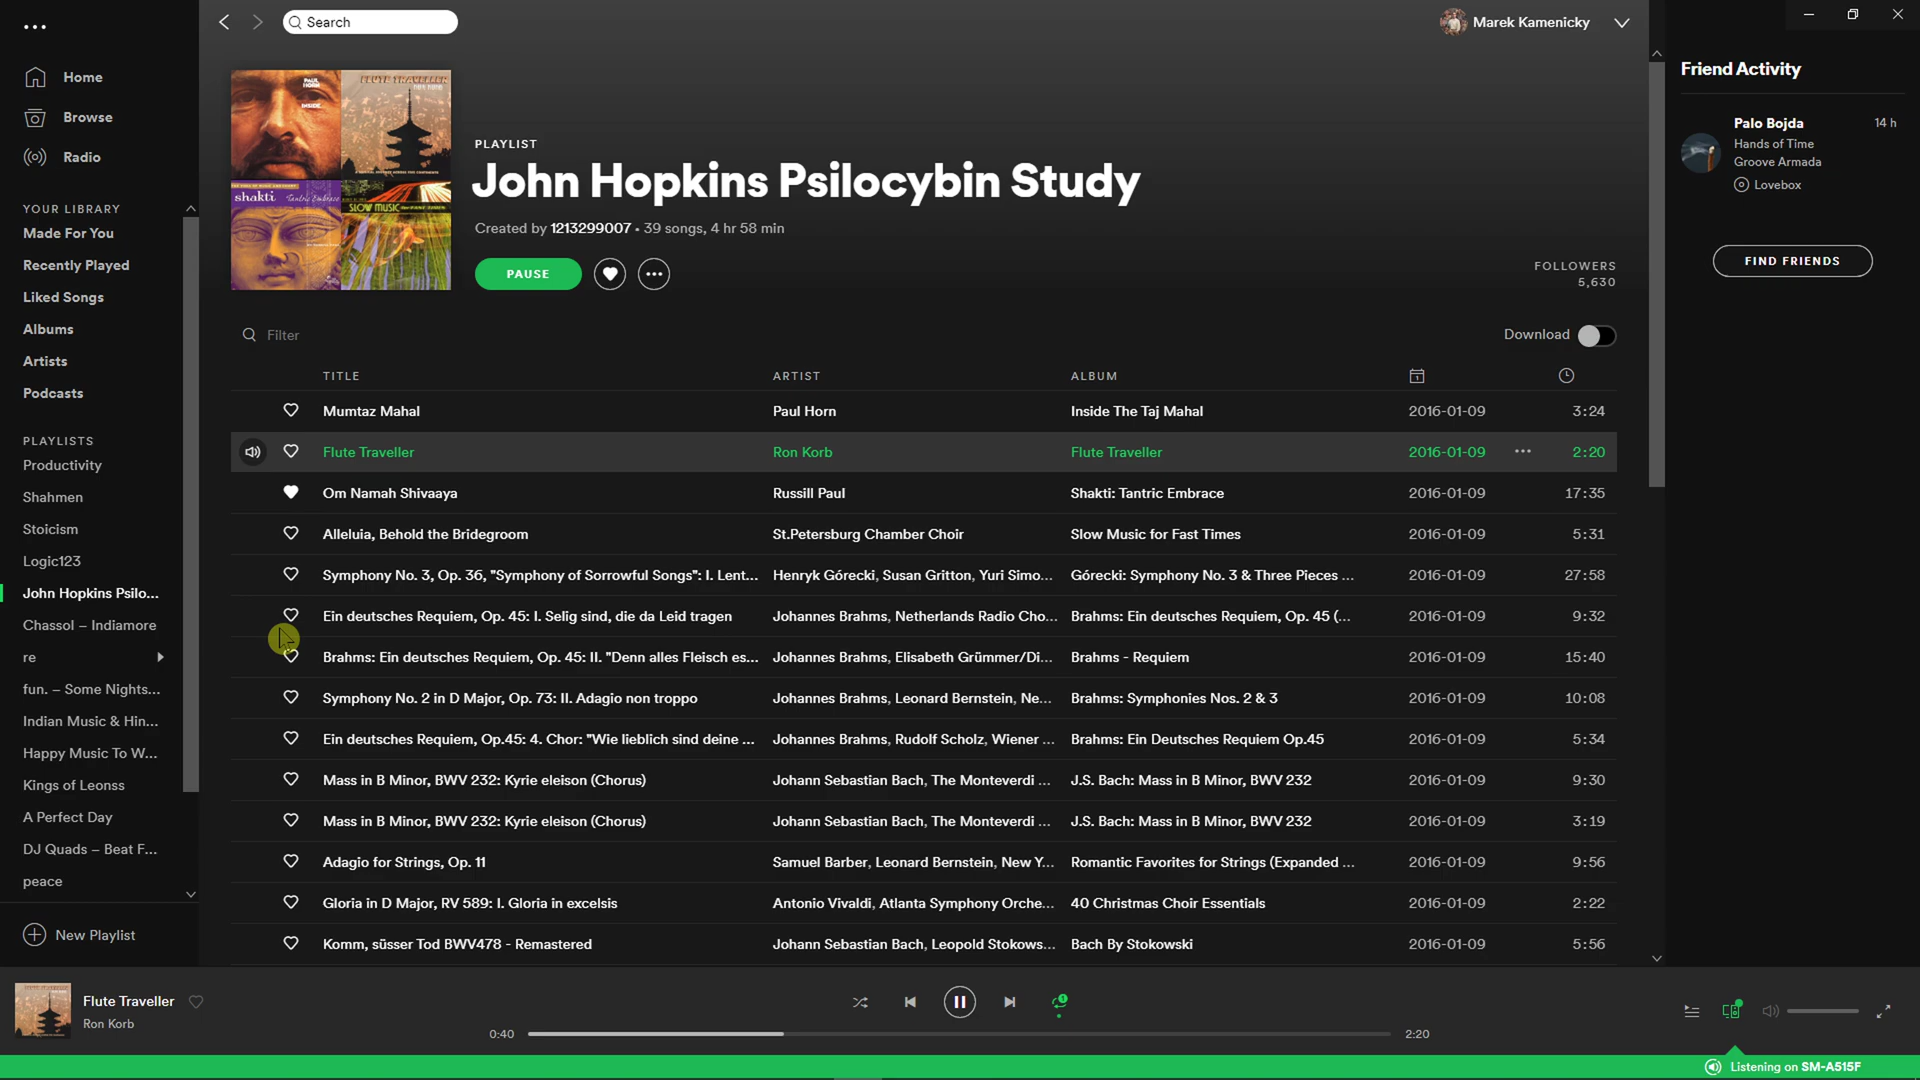 Search
Marek Kamenicky
Home
Browse
Radio
YOUR LIBRARY
Made For You
Recently Played
Liked Songs
Albums
Artists
Podcasts
PLAYLISTS
Productivity
Shahmen
Stoicism
Logic123
John Hopkins Psilo...
Chassol – Indiamore
re
fun. – Some Nights...
Indian Music & Hin...
Happy Music To W...
Kings of Leonss
A Perfect Day
DJ Quads – Beat F...
peace
New Playlist
PAUL HORN
INSIDE
FLUTE TRAVELLER
RON KORB
shakti Tantric Embrace
SLOW MUSIC
PLAYLIST
John Hopkins Psilocybin Study
Created by 1213299007 • 39 songs, 4 hr 58 min
PAUSE
FOLLOWERS
5,630
Filter
Download
TITLE ARTIST ALBUM
Mumtaz Mahal Paul Horn Inside The Taj Mahal 2016-01-09 3:24
Flute Traveller Ron Korb Flute Traveller 2016-01-09 2:20
Om Namah Shivaaya Russill Paul Shakti: Tantric Embrace 2016-01-09 17:35
Alleluia, Behold the Bridegroom St.Petersburg Chamber Choir Slow Music for Fast Times 2016-01-09 5:31
Symphony No. 3, Op. 36, "Symphony of Sorrowful Songs": I. Lent... Henryk Górecki, Susan Gritton, Yuri Simo... Górecki: Symphony No. 3 & Three Pieces ... 2016-01-09 27:58
Ein deutsches Requiem, Op. 45: I. Selig sind, die da Leid tragen Johannes Brahms, Netherlands Radio Cho... Brahms: Ein deutsches Requiem, Op. 45 (... 2016-01-09 9:32
Brahms: Ein deutsches Requiem, Op. 45: II. "Denn alles Fleisch es... Johannes Brahms, Elisabeth Grümmer/Di... Brahms - Requiem 2016-01-09 15:40
Symphony No. 2 in D Major, Op. 73: II. Adagio non troppo Johannes Brahms, Leonard Bernstein, Ne... Brahms: Symphonies Nos. 2 & 3 2016-01-09 10:08
Ein deutsches Requiem, Op.45: 4. Chor: "Wie lieblich sind deine ... Johannes Brahms, Rudolf Scholz, Wiener ... Brahms: Ein Deutsches Requiem Op.45 2016-01-09 5:34
Mass in B Minor, BWV 232: Kyrie eleison (Chorus) Johann Sebastian Bach, The Monteverdi ... J.S. Bach: Mass in B Minor, BWV 232 2016-01-09 9:30
Mass in B Minor, BWV 232: Kyrie eleison (Chorus) Johann Sebastian Bach, The Monteverdi ... J.S. Bach: Mass in B Minor, BWV 232 2016-01-09 3:19
Adagio for Strings, Op. 11 Samuel Barber, Leonard Bernstein, New Y... Romantic Favorites for Strings (Expanded ... 2016-01-09 9:56
Gloria in D Major, RV 589: I. Gloria in excelsis Antonio Vivaldi, Atlanta Symphony Orche... 40 Christmas Choir Essentials 2016-01-09 2:22
Komm, süsser Tod BWV478 - Remastered Johann Sebastian Bach, Leopold Stokows... Bach By Stokowski 2016-01-09 5:56
Friend Activity
Palo Bojda 14 h
Hands of Time
Groove Armada
Lovebox
FIND FRIENDS
Flute Traveller
Ron Korb
0:40
2:20
Listening on SM-A515F